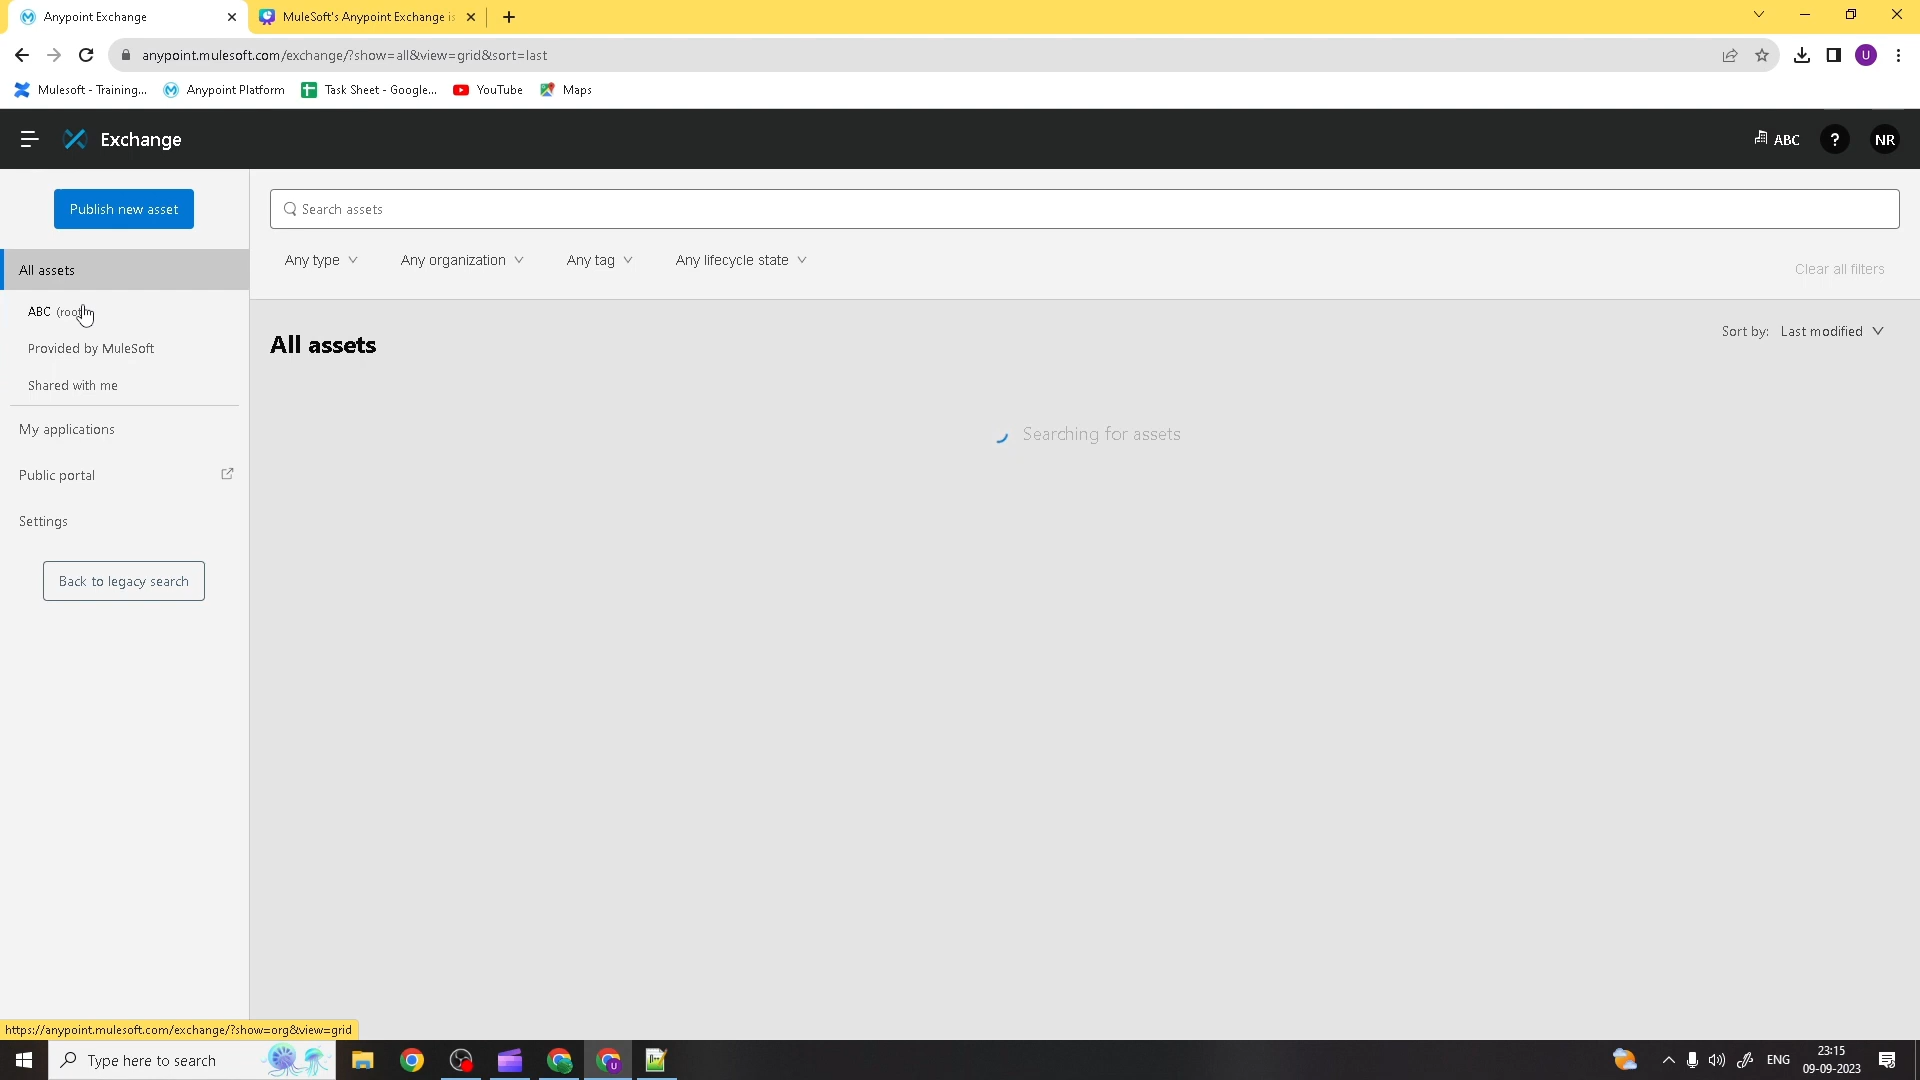 Anypoint Exchange
MuleSoft's Anypoint Exchange is
anypoint.mulesoft.com/exchange/?show=all&view=grid&sort=last
U
Mulesoft - Training...
Anypoint Platform
Task Sheet - Google...
YouTube
Maps
Exchange
ABC
?
NR
Publish new asset
Search assets
Any type
Any organization
Any tag
Any lifecycle state
Clear all filters
All assets
ABC (root)
Provided by MuleSoft
Shared with me
My applications
Public portal
Settings
Back to legacy search
All assets
Sort by: Last modified
Searching for assets
https://anypoint.mulesoft.com/exchange/?show=org&view=grid
Type here to search
ENG
23:15
09-09-2023